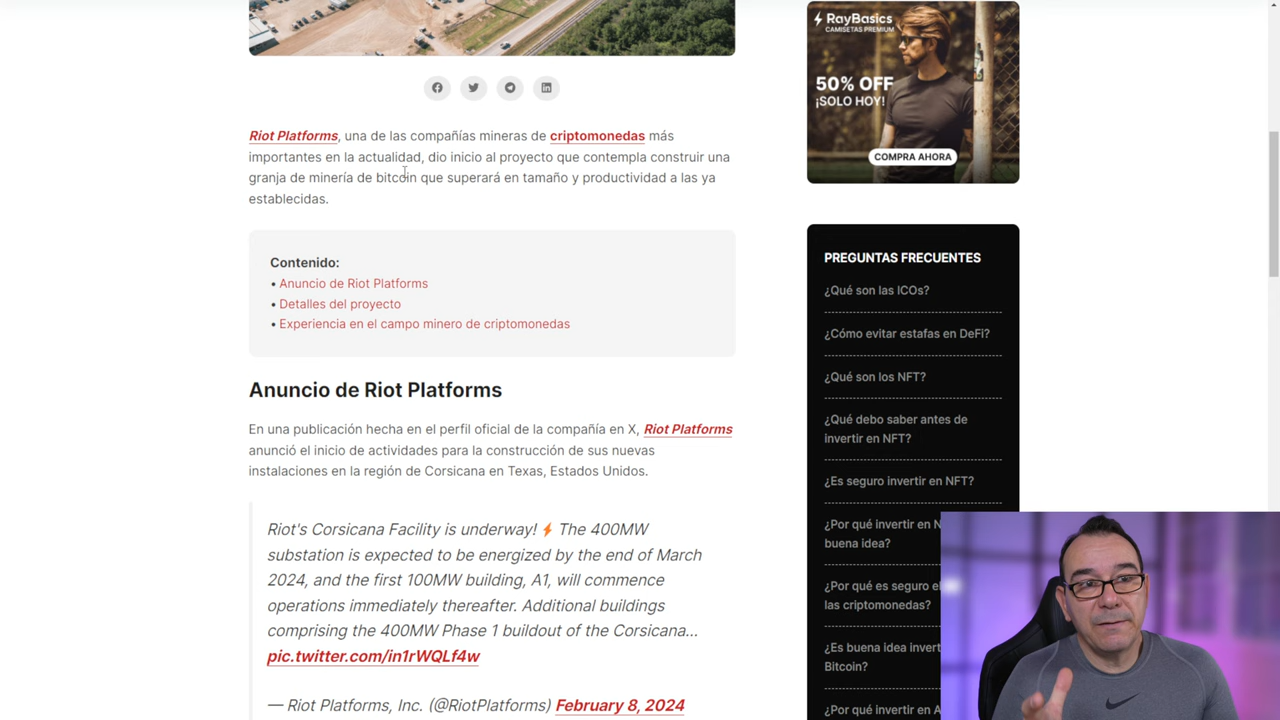 Riot Platforms, una de las compañías mineras de criptomonedas más
importantes en la actualidad, dio inicio al proyecto que contempla construir una
granja de minería de bitcoin que superará en tamaño y productividad a las ya
establecidas.
Contenido:
• Anuncio de Riot Platforms
• Detalles del proyecto
• Experiencia en el campo minero de criptomonedas
Anuncio de Riot Platforms
En una publicación hecha en el perfil oficial de la compañía en X, Riot Platforms
anunció el inicio de actividades para la construcción de sus nuevas
instalaciones en la región de Corsicana en Texas, Estados Unidos.
Riot's Corsicana Facility is underway! ⚡ The 400MW
substation is expected to be energized by the end of March
2024, and the first 100MW building, A1, will commence
operations immediately thereafter. Additional buildings
comprising the 400MW Phase 1 buildout of the Corsicana...
pic.twitter.com/in1rWQLf4w
— Riot Platforms, Inc. (@RiotPlatforms) February 8, 2024
RayBasics
CAMISETAS PREMIUM
50% OFF
¡SOLO HOY!
COMPRA AHORA
PREGUNTAS FRECUENTES
¿Qué son las ICOs?
¿Cómo evitar estafas en DeFi?
¿Qué son los NFT?
¿Qué debo saber antes de
invertir en NFT?
¿Es seguro invertir en NFT?
¿Por qué invertir en N
buena idea?
¿Por qué es seguro el
las criptomonedas?
¿Es buena idea invert
Bitcoin?
¿Por qué invertir en A